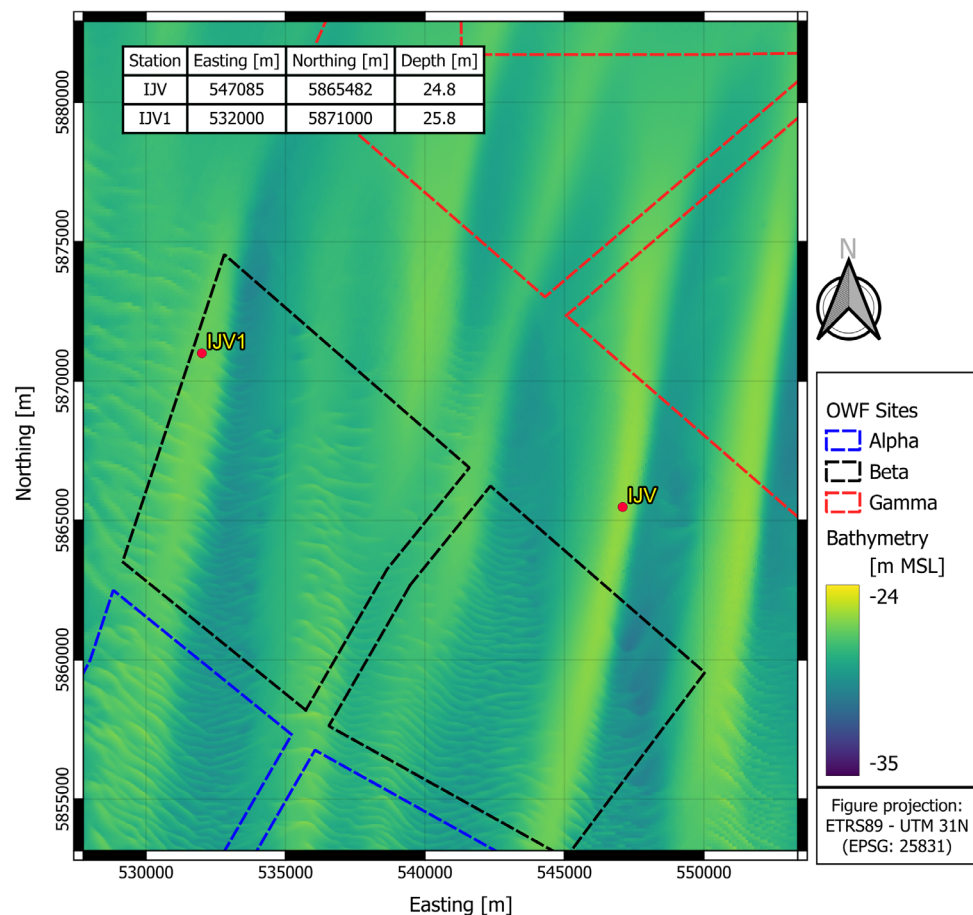 Station Easting [m] Northing [m] Depth [m]
IJV 547085 5865482 24.8
IJV1 532000 5871000 25.8
5880000
5875000
5870000
5865000
5860000
5855000
Northing [m]
IJV1
IJV
530000 535000 540000 545000 550000
Easting [m]
N
OWF Sites
Alpha
Beta
Gamma
Bathymetry
[m MSL]
-24
-35
Figure projection:
ETRS89 - UTM 31N
(EPSG: 25831)